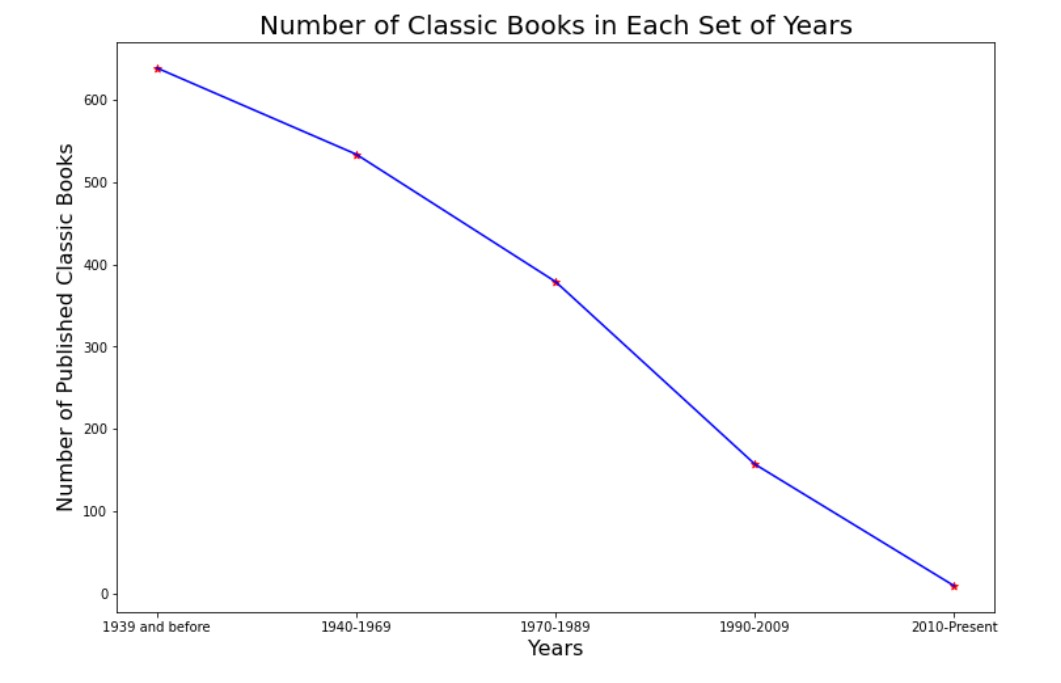 Number of Classic Books in Each Set of Years
Number of Published Classic Books
600
500
400
300
200
100
0
1939 and before 1940-1969 1970-1989 1990-2009 2010-Present
Years